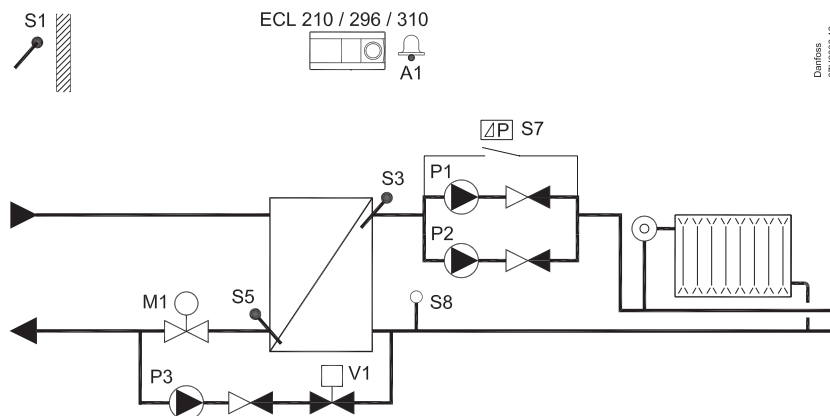 S1
ECL 210 / 296 / 310
A1
Danfoss
P S7
P1
S3
P2
M1
S5
S8
P3
V1